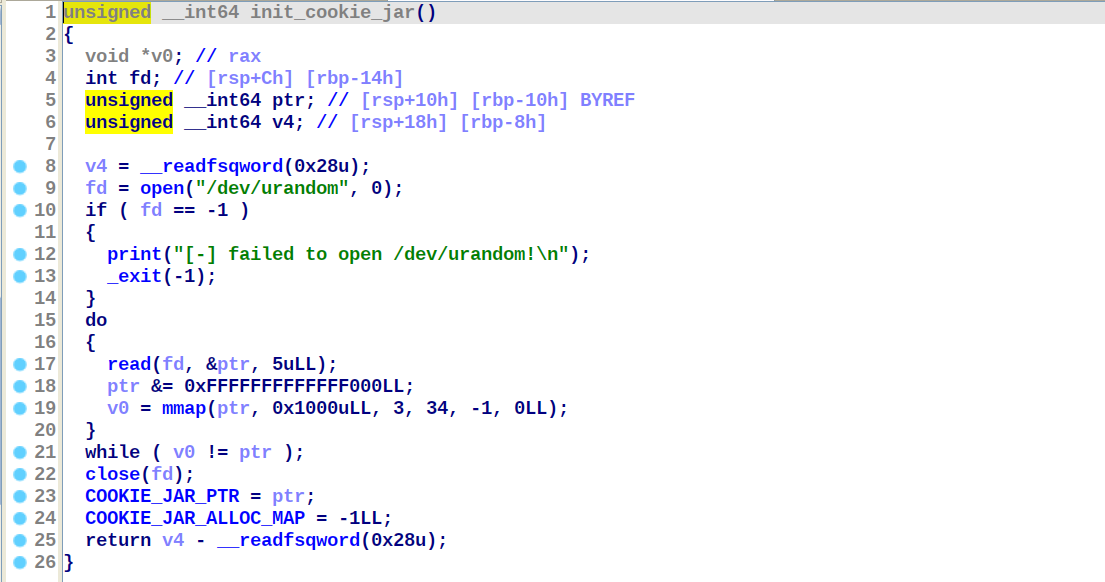 1 unsigned __int64 init_cookie_jar()
2 {
3   void *v0; // rax
4   int fd; // [rsp+Ch] [rbp-14h]
5   unsigned __int64 ptr; // [rsp+10h] [rbp-10h] BYREF
6   unsigned __int64 v4; // [rsp+18h] [rbp-8h]
7
8   v4 = __readfsqword(0x28u);
9   fd = open("/dev/urandom", 0);
10   if ( fd == -1 )
11   {
12     print("[-] failed to open /dev/urandom!\n");
13     _exit(-1);
14   }
15   do
16   {
17     read(fd, &ptr, 5uLL);
18     ptr &= 0xFFFFFFFFFFFFF000LL;
19     v0 = mmap(ptr, 0x1000uLL, 3, 34, -1, 0LL);
20   }
21   while ( v0 != ptr );
22   close(fd);
23   COOKIE_JAR_PTR = ptr;
24   COOKIE_JAR_ALLOC_MAP = -1LL;
25   return v4 - __readfsqword(0x28u);
26 }